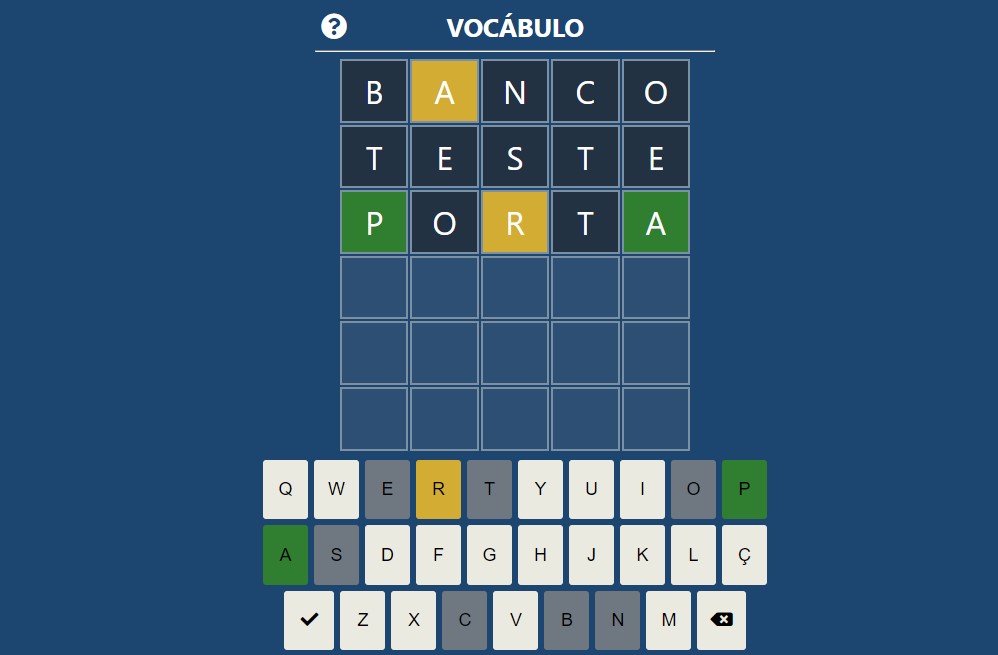 ?
VOCÁBULO
B A N C O
T E S T E
P O R T A
Q W E R T Y U I O P
A S D F G H J K L Ç
Z X C V B N M